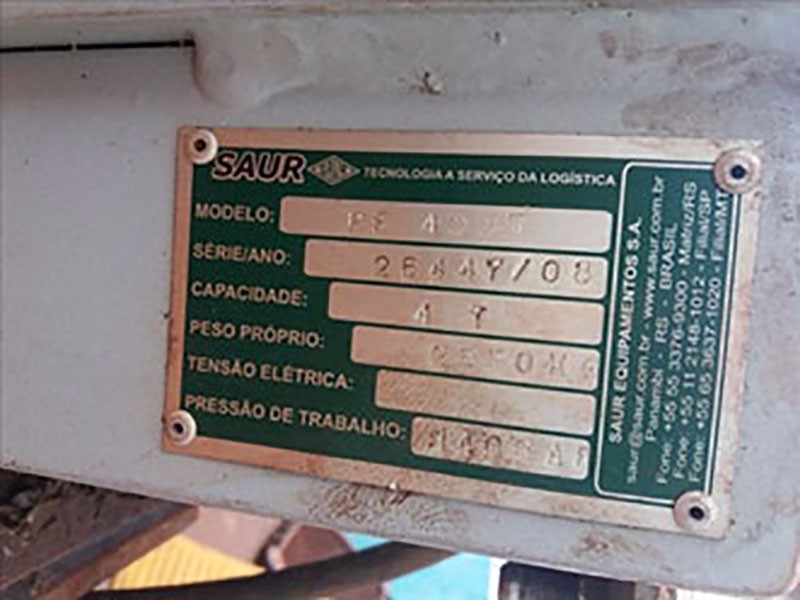 SAUR SAUR TECNOLOGIA A SERVIÇO DA LOGÍSTICA
MODELO:
SÉRIE/ANO: 26447/08
CAPACIDADE: 4 T
PESO PRÓPRIO:
TENSÃO ELÉTRICA:
PRESSÃO DE TRABALHO:
SAUR EQUIPAMENTOS S.A.
saur@saur.com.br - www.saur.com.br
Panambi - RS - BRASIL
Fone: +55 55 3376-9300 - Matriz/RS
Fone: +55 11 2148-1012 - Filial/SP
Fone: +55 65 3637-1020 - Filial/MT